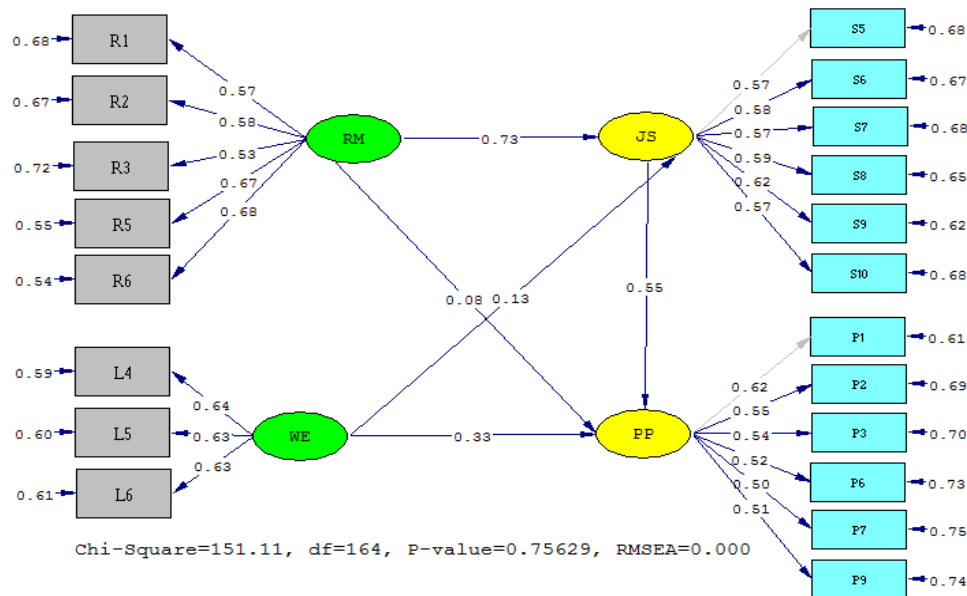 0.68 R1
0.67 R2
0.72 R3
0.55 R5
0.54 R6
0.57
0.58
0.53
0.67
0.68
RM
0.73
JS
0.57
0.58
0.57
0.59
0.62
0.57
S5 0.68
S6 0.67
S7 0.68
S8 0.65
S9 0.62
S10 0.68
0.08 0.13
0.55
0.59 L4
0.60 L5
0.61 L6
0.64
0.63
0.63
WE
0.33
PP
0.62
0.55
0.54
0.52
0.50
0.51
P1 0.61
P2 0.69
P3 0.70
P6 0.73
P7 0.75
P9 0.74
Chi-Square=151.11, df=164, P-value=0.75629, RMSEA=0.000